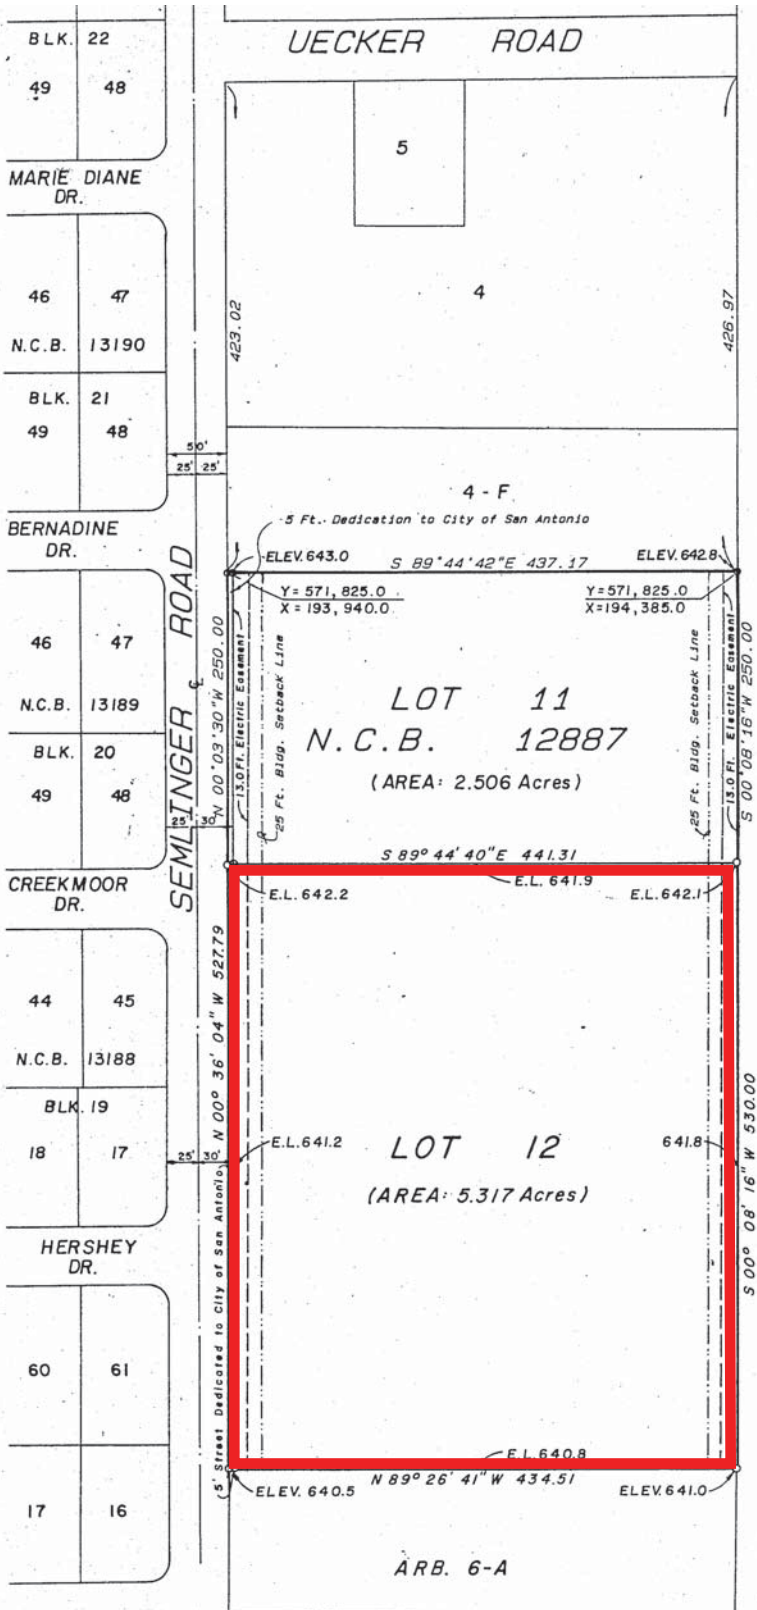 UECKER ROAD
BLK. 22
49 48
MARIE DIANE
DR.
5
4
423.02
426.97
46 47
N.C.B. 13190
BLK. 21
49 48
50'
25' 25'
4-F
5 Ft. Dedication to City of San Antonio
BERNADINE
DR.
ELEV. 643.0
S 89°44'42"E 437.17
ELEV. 642.8
Y=571,825.0
X=193,940.0
Y=571,825.0
X=194,385.0
SEMLINGER ROAD
℄
N 00°03'30"W 250.00
13.0 Ft. Electric Easement
25 Ft. Bldg. Setback Line
LOT 11
N.C.B. 12887
(AREA: 2.506 Acres)
25 Ft. Bldg. Setback Line
13.0 Ft. Electric Easement
S 00°08'16"W 250.00
46 47
N.C.B. 13189
BLK. 20
49 48
25' 30'
S 89° 44' 40"E 441.31
CREEKMOOR
DR.
E.L. 642.2
E.L. 641.9
E.L. 642.1
N 00° 36' 04" W 527.79
44 45
N.C.B. 13188
BLK. 19
18 17
25' 30'
E.L. 641.2
LOT 12
641.8
(AREA: 5.317 Acres)
S 00° 08' 16" W 530.00
(5' Street Dedicated to City of San Antonio)
HERSHEY
DR.
60 61
E.L. 640.8
N 89° 26' 41" W 434.51
ELEV. 640.5
ELEV. 641.0
17 16
ARB. 6-A